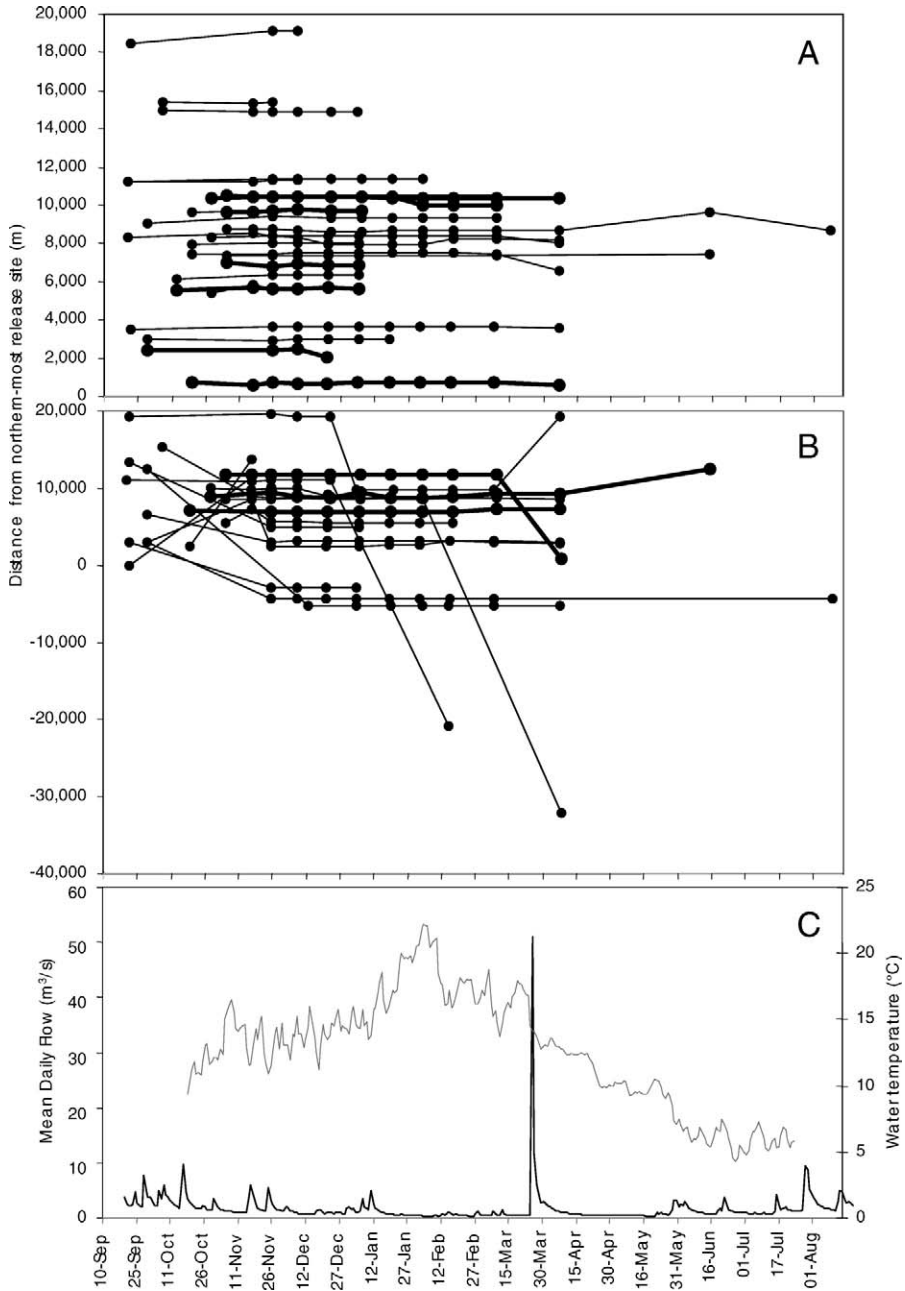 20,000
18,000
16,000
14,000
12,000
10,000
8,000
6,000
4,000
2,000
0
A
Distance from northern-most release site (m)
20,000
10,000
0
-10,000
-20,000
-30,000
-40,000
B
60
50
40
30
20
10
0
Mean Daily Flow (m³/s)
C
25
20
15
10
5
0
Water temperature (°C)
10-Sep
25-Sep
11-Oct
26-Oct
11-Nov
26-Nov
12-Dec
27-Dec
12-Jan
27-Jan
12-Feb
27-Feb
15-Mar
30-Mar
15-Apr
30-Apr
16-May
31-May
16-Jun
01-Jul
17-Jul
01-Aug